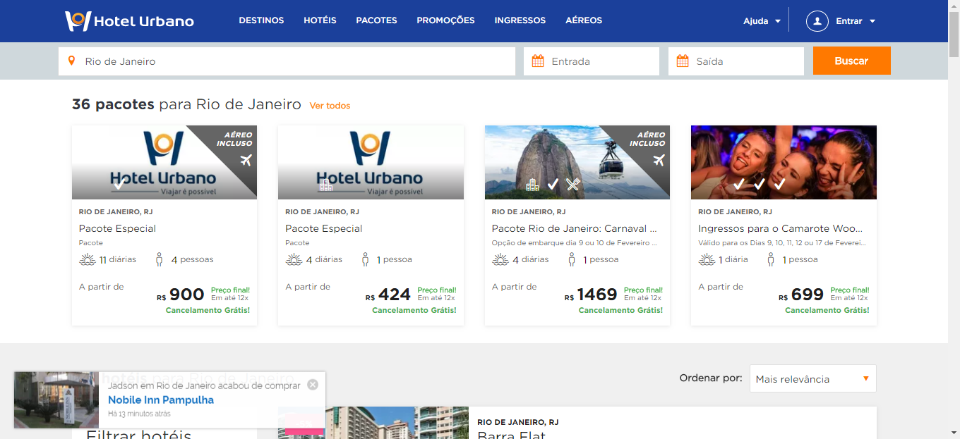 Hotel Urbano
DESTINOS HOTÉIS PACOTES PROMOÇÕES INGRESSOS AÉREOS
Ajuda Entrar
Rio de Janeiro Entrada Saída Buscar
36 pacotes para Rio de Janeiro Ver todos
AÉREO
INCLUSO
Hotel Urbano
Viajar é possível
RIO DE JANEIRO, RJ
Pacote Especial
Pacote
11 diárias 4 pessoas
A partir de
R$ 900
Preço final!
Em até 12x
Cancelamento Grátis!
Hotel Urbano
Viajar é possível
RIO DE JANEIRO, RJ
Pacote Especial
Pacote
4 diárias 1 pessoa
A partir de
R$ 424
Preço final!
Em até 12x
Cancelamento Grátis!
AÉREO
INCLUSO
RIO DE JANEIRO, RJ
Pacote Rio de Janeiro: Carnaval ...
Opção de embarque dia 9 ou 10 de Fevereiro ...
4 diárias 1 pessoa
A partir de
R$ 1469
Preço final!
Em até 12x
Cancelamento Grátis!
RIO DE JANEIRO, RJ
Ingressos para o Camarote Woo...
Válido para os Dias 9, 10, 11, 12 ou 17 de Fevereir...
1 diária 1 pessoa
A partir de
R$ 699
Preço final!
Em até 12x
Cancelamento Grátis!
Ordenar por: Mais relevância
Jadson em Rio de Janeiro acabou de comprar
Nobile Inn Pampulha
Há 13 minutos atrás
Filtrar hotéis
RIO DE JANEIRO, RJ
Barra Flat